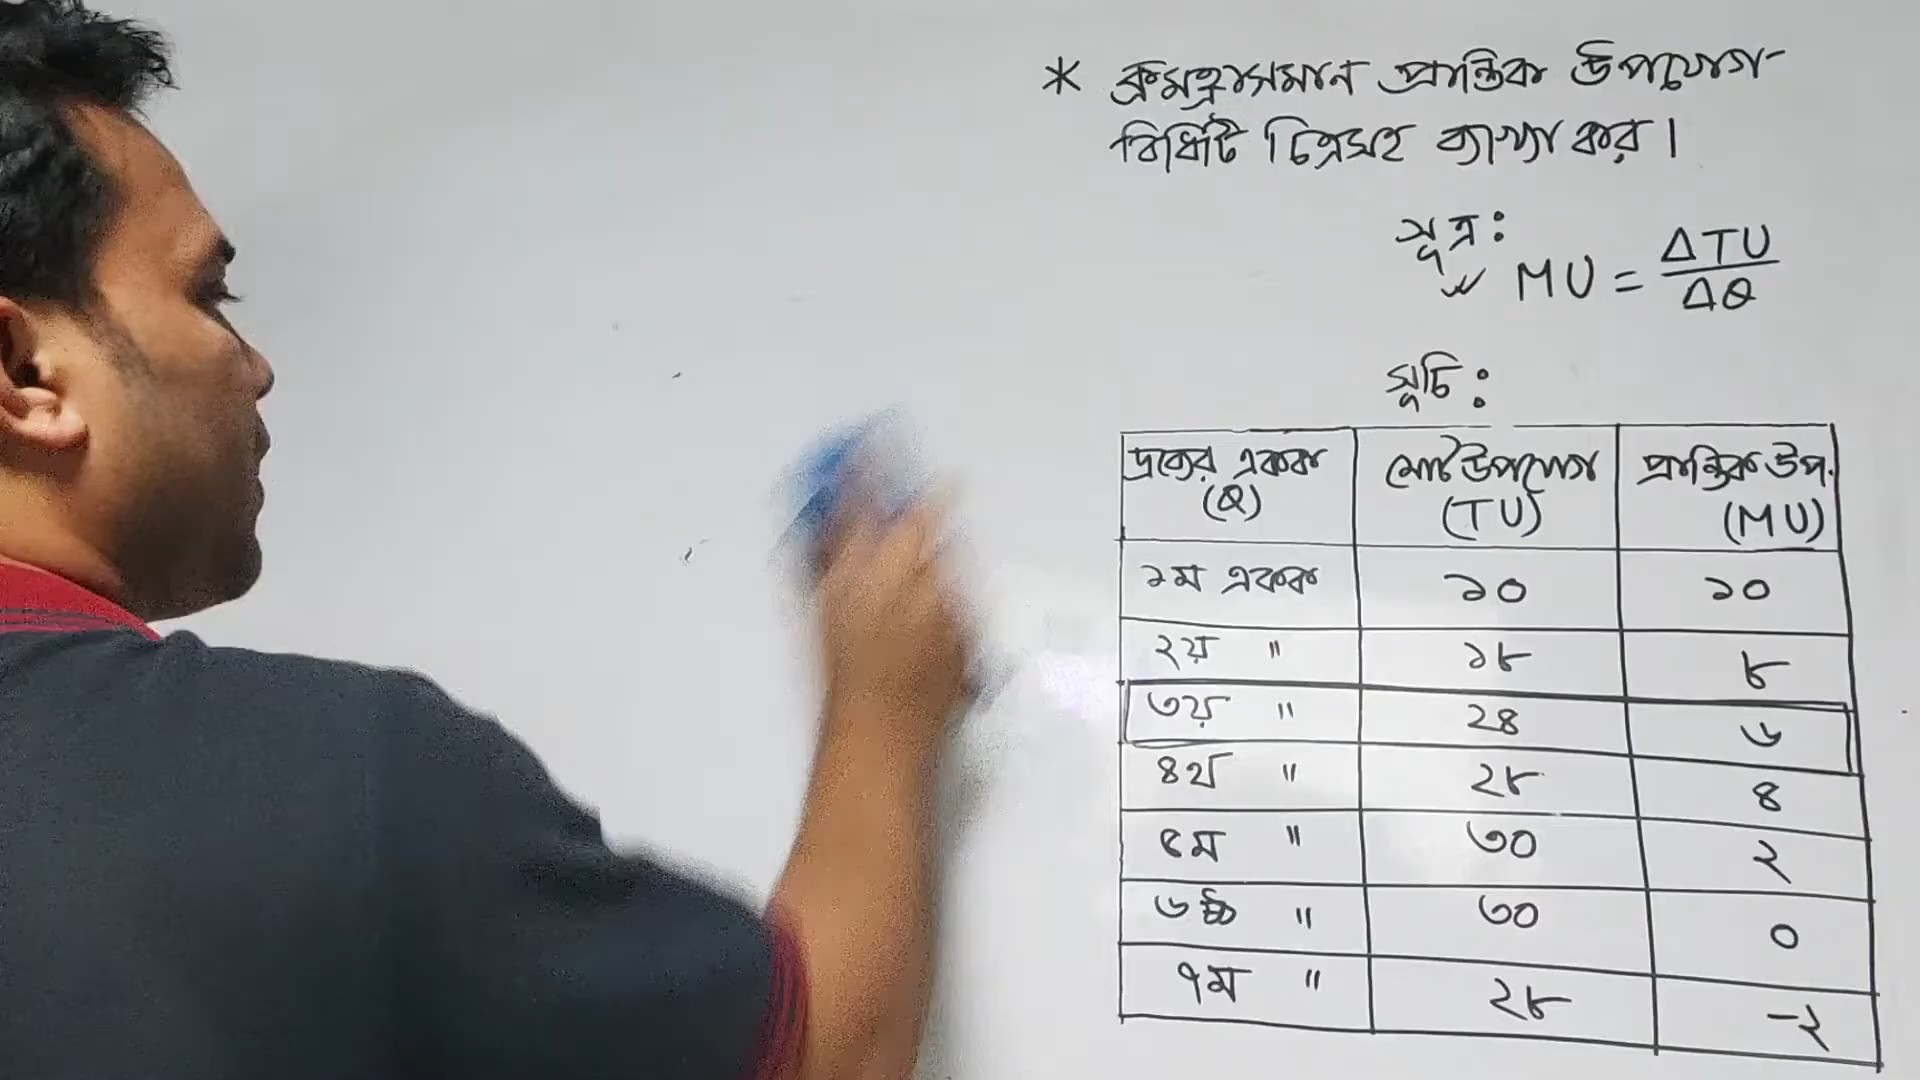 * ক্রমহ্রাসমান প্রান্তিক উপযোগ
বিধিটি চিত্রসহ ব্যাখ্যা কর।
সূত্র:
MU = ΔTU/ΔQ
সূচি:
দ্রব্যের একক (Q) মোট উপযোগ (TU) প্রান্তিক উপ. (MU)
১ম একক ১০ ১০
২য় " ১৮ ৮
৩য় " ২৪ ৬
৪র্থ " ২৮ ৪
৫ম " ৩০ ২
৬ষ্ঠ " ৩০ ০
৭ম " ২৮ -২